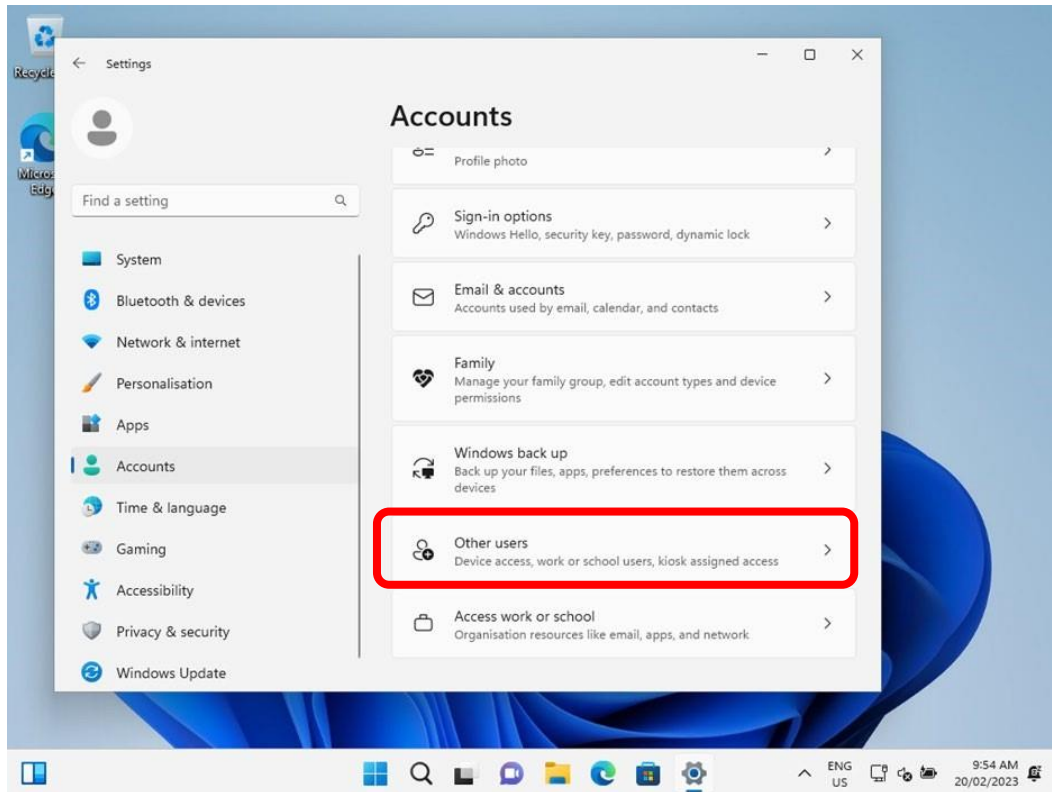 Recycle
Micros
Edge
Settings
Find a setting
System
Bluetooth & devices
Network & internet
Personalisation
Apps
Accounts
Time & language
Gaming
Accessibility
Privacy & security
Windows Update
Accounts
Profile photo
Sign-in options
Windows Hello, security key, password, dynamic lock
Email & accounts
Accounts used by email, calendar, and contacts
Family
Manage your family group, edit account types and device
permissions
Windows back up
Back up your files, apps, preferences to restore them across
devices
Other users
Device access, work or school users, kiosk assigned access
Access work or school
Organisation resources like email, apps, and network
ENG
US
9:54 AM
20/02/2023